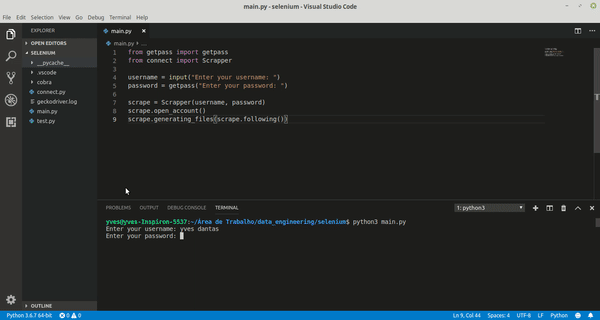 main.py - selenium - Visual Studio Code
File Edit Selection View Go Debug Terminal Help
EXPLORER
OPEN EDITORS
SELENIUM
__pycache__
.vscode
cobra
connect.py
geckodriver.log
main.py
test.py
OUTLINE
main.py ×
main.py › ...
1 from getpass import getpass
2 from connect import Scrapper
3
4 username = input("Enter your username: ")
5 password = getpass("Enter your password: ")
6
7 scrape = Scrapper(username, password)
8 scrape.open_account()
9 scrape.generating_files(scrape.following())
PROBLEMS OUTPUT DEBUG CONSOLE TERMINAL
1: python3
yves@yves-Inspiron-5537:~/Área de Trabalho/data_engineering/selenium$ python3 main.py
Enter your username: yves dantas
Enter your password:
Python 3.6.7 64-bit 0 0 Ln 9, Col 44 Spaces: 4 UTF-8 LF Python